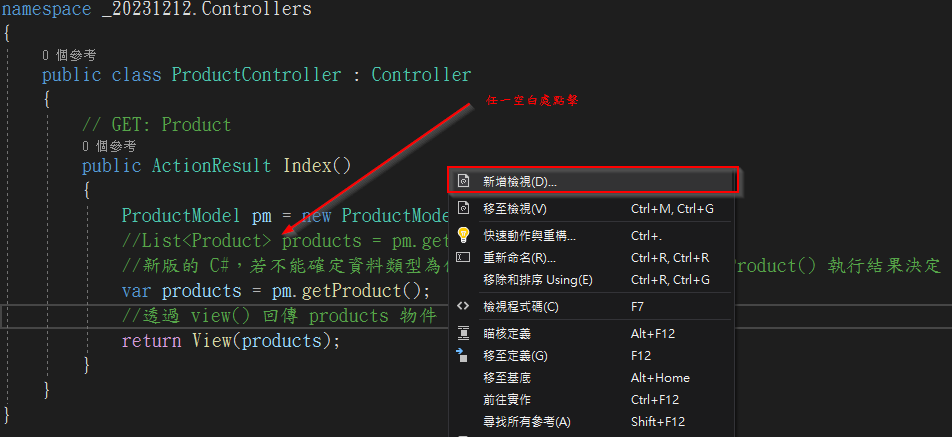 namespace _20231212.Controllers
{
0 個參考
public class ProductController : Controller
{
任一空白處點擊
// GET: Product
0 個參考
public ActionResult Index()
{
新增檢視(D)...
移至檢視(V) Ctrl+M, Ctrl+G
ProductModel pm = new ProductMode
//List<Product> products = pm.get
快速動作與重構... Ctrl+.
//新版的 C#，若不能確定資料類型為
重新命名(R)... Ctrl+R, Ctrl+R
Product() 執行結果決定
移除和排序 Using(E) Ctrl+R, Ctrl+G
var products = pm.getProduct();
檢視程式碼(C) F7
//透過 view() 回傳 products 物件
瞄核定義 Alt+F12
return View(products);
移至定義(G) F12
}
移至基底 Alt+Home
}
前往實作 Ctrl+F12
}
尋找所有參考(A) Shift+F12